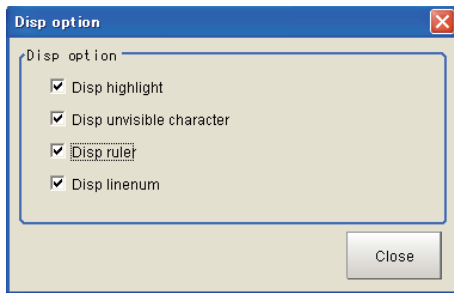 Disp option
Disp option
Disp highlight
Disp unvisible character
Disp ruler
Disp linenum
Close